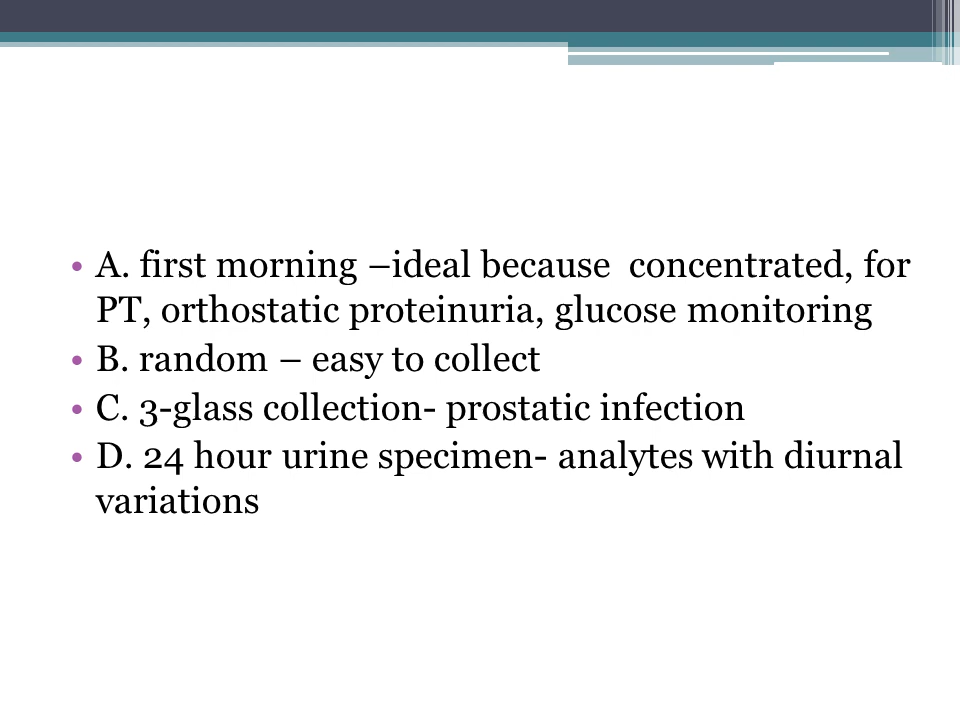 • A. first morning –ideal because  concentrated, for
PT, orthostatic proteinuria, glucose monitoring
• B. random – easy to collect
• C. 3-glass collection- prostatic infection
• D. 24 hour urine specimen- analytes with diurnal
variations